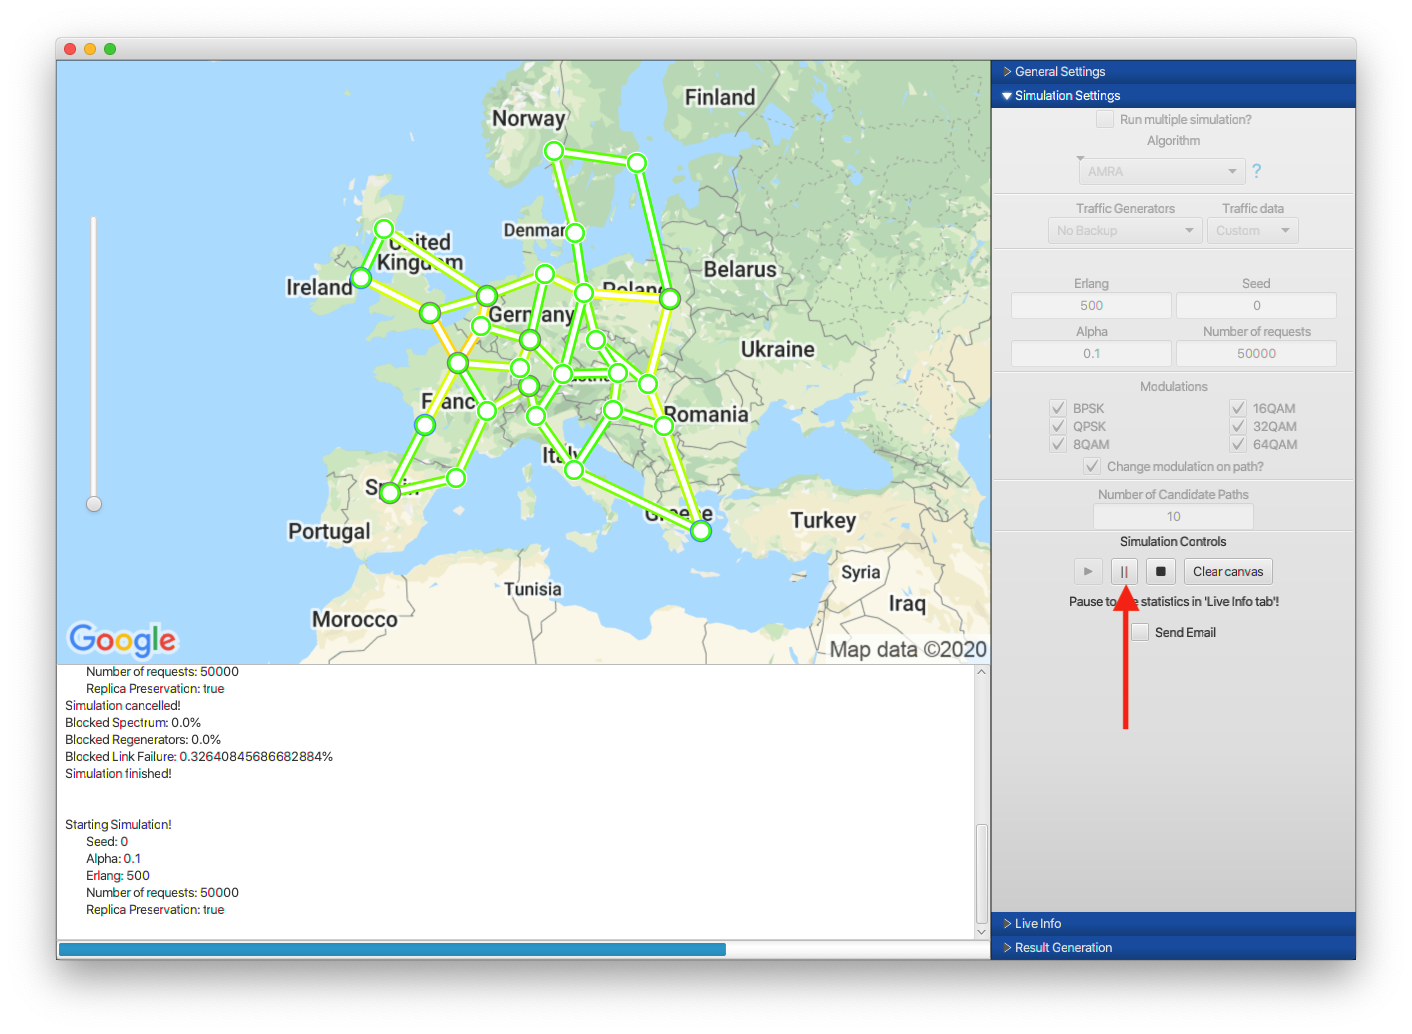 Finland
Norway
Denmar
United
Kingdom
Ireland
Belarus
Poland
Germany
Ukraine
Franc
Romania
Italy
Spain
Portugal
Greece
Turkey
Tunisia
Syria
Iraq
Morocco
Google
Map data ©2020
General Settings
Simulation Settings
Run multiple simulation?
Algorithm
AMRA ?
Traffic Generators Traffic data
No Backup Custom
Erlang Seed
500 0
Alpha Number of requests
0.1 50000
Modulations
BPSK 16QAM
QPSK 32QAM
8QAM 64QAM
Change modulation on path?
Number of Candidate Paths
10
Simulation Controls
Clear canvas
Pause to statistics in 'Live Info tab'!
Send Email
Live Info
Result Generation
Number of requests: 50000
Replica Preservation: true
Simulation cancelled!
Blocked Spectrum: 0.0%
Blocked Regenerators: 0.0%
Blocked Link Failure: 0.32640845686682884%
Simulation finished!
Starting Simulation!
Seed: 0
Alpha: 0.1
Erlang: 500
Number of requests: 50000
Replica Preservation: true